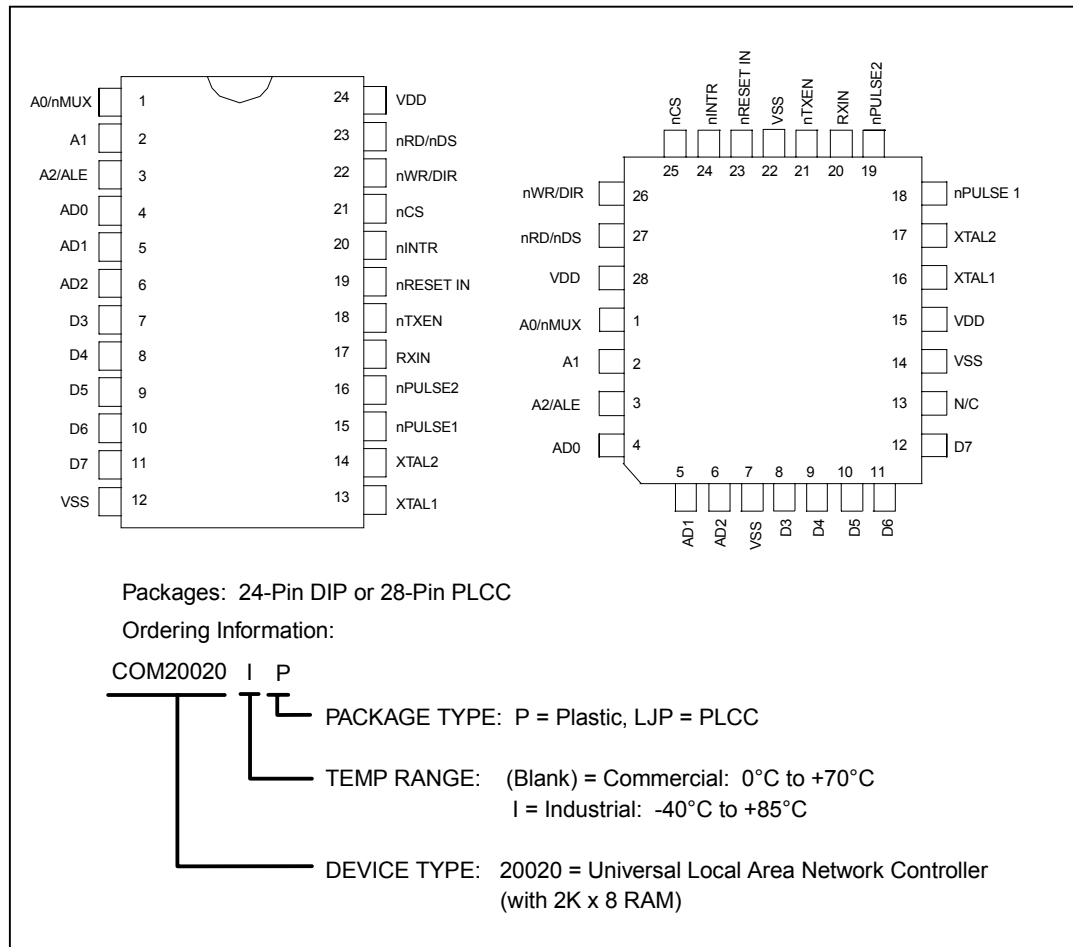 A0/nMUX 1 24 VDD
A1 2 23 nRD/nDS
A2/ALE 3 22 nWR/DIR
AD0 4 21 nCS
AD1 5 20 nINTR
AD2 6 19 nRESET IN
D3 7 18 nTXEN
D4 8 17 RXIN
D5 9 16 nPULSE2
D6 10 15 nPULSE1
D7 11 14 XTAL2
VSS 12 13 XTAL1
nCS nINTR nRESET IN VSS nTXEN RXIN nPULSE2
25 24 23 22 21 20 19
nWR/DIR 26 18 nPULSE 1
nRD/nDS 27 17 XTAL2
VDD 28 16 XTAL1
A0/nMUX 1 15 VDD
A1 2 14 VSS
A2/ALE 3 13 N/C
AD0 4 12 D7
5 6 7 8 9 10 11
AD1 AD2 VSS D3 D4 D5 D6
Packages: 24-Pin DIP or 28-Pin PLCC
Ordering Information:
COM20020 I P
PACKAGE TYPE: P = Plastic, LJP = PLCC
TEMP RANGE: (Blank) = Commercial: 0°C to +70°C
I = Industrial: -40°C to +85°C
DEVICE TYPE: 20020 = Universal Local Area Network Controller
(with 2K x 8 RAM)